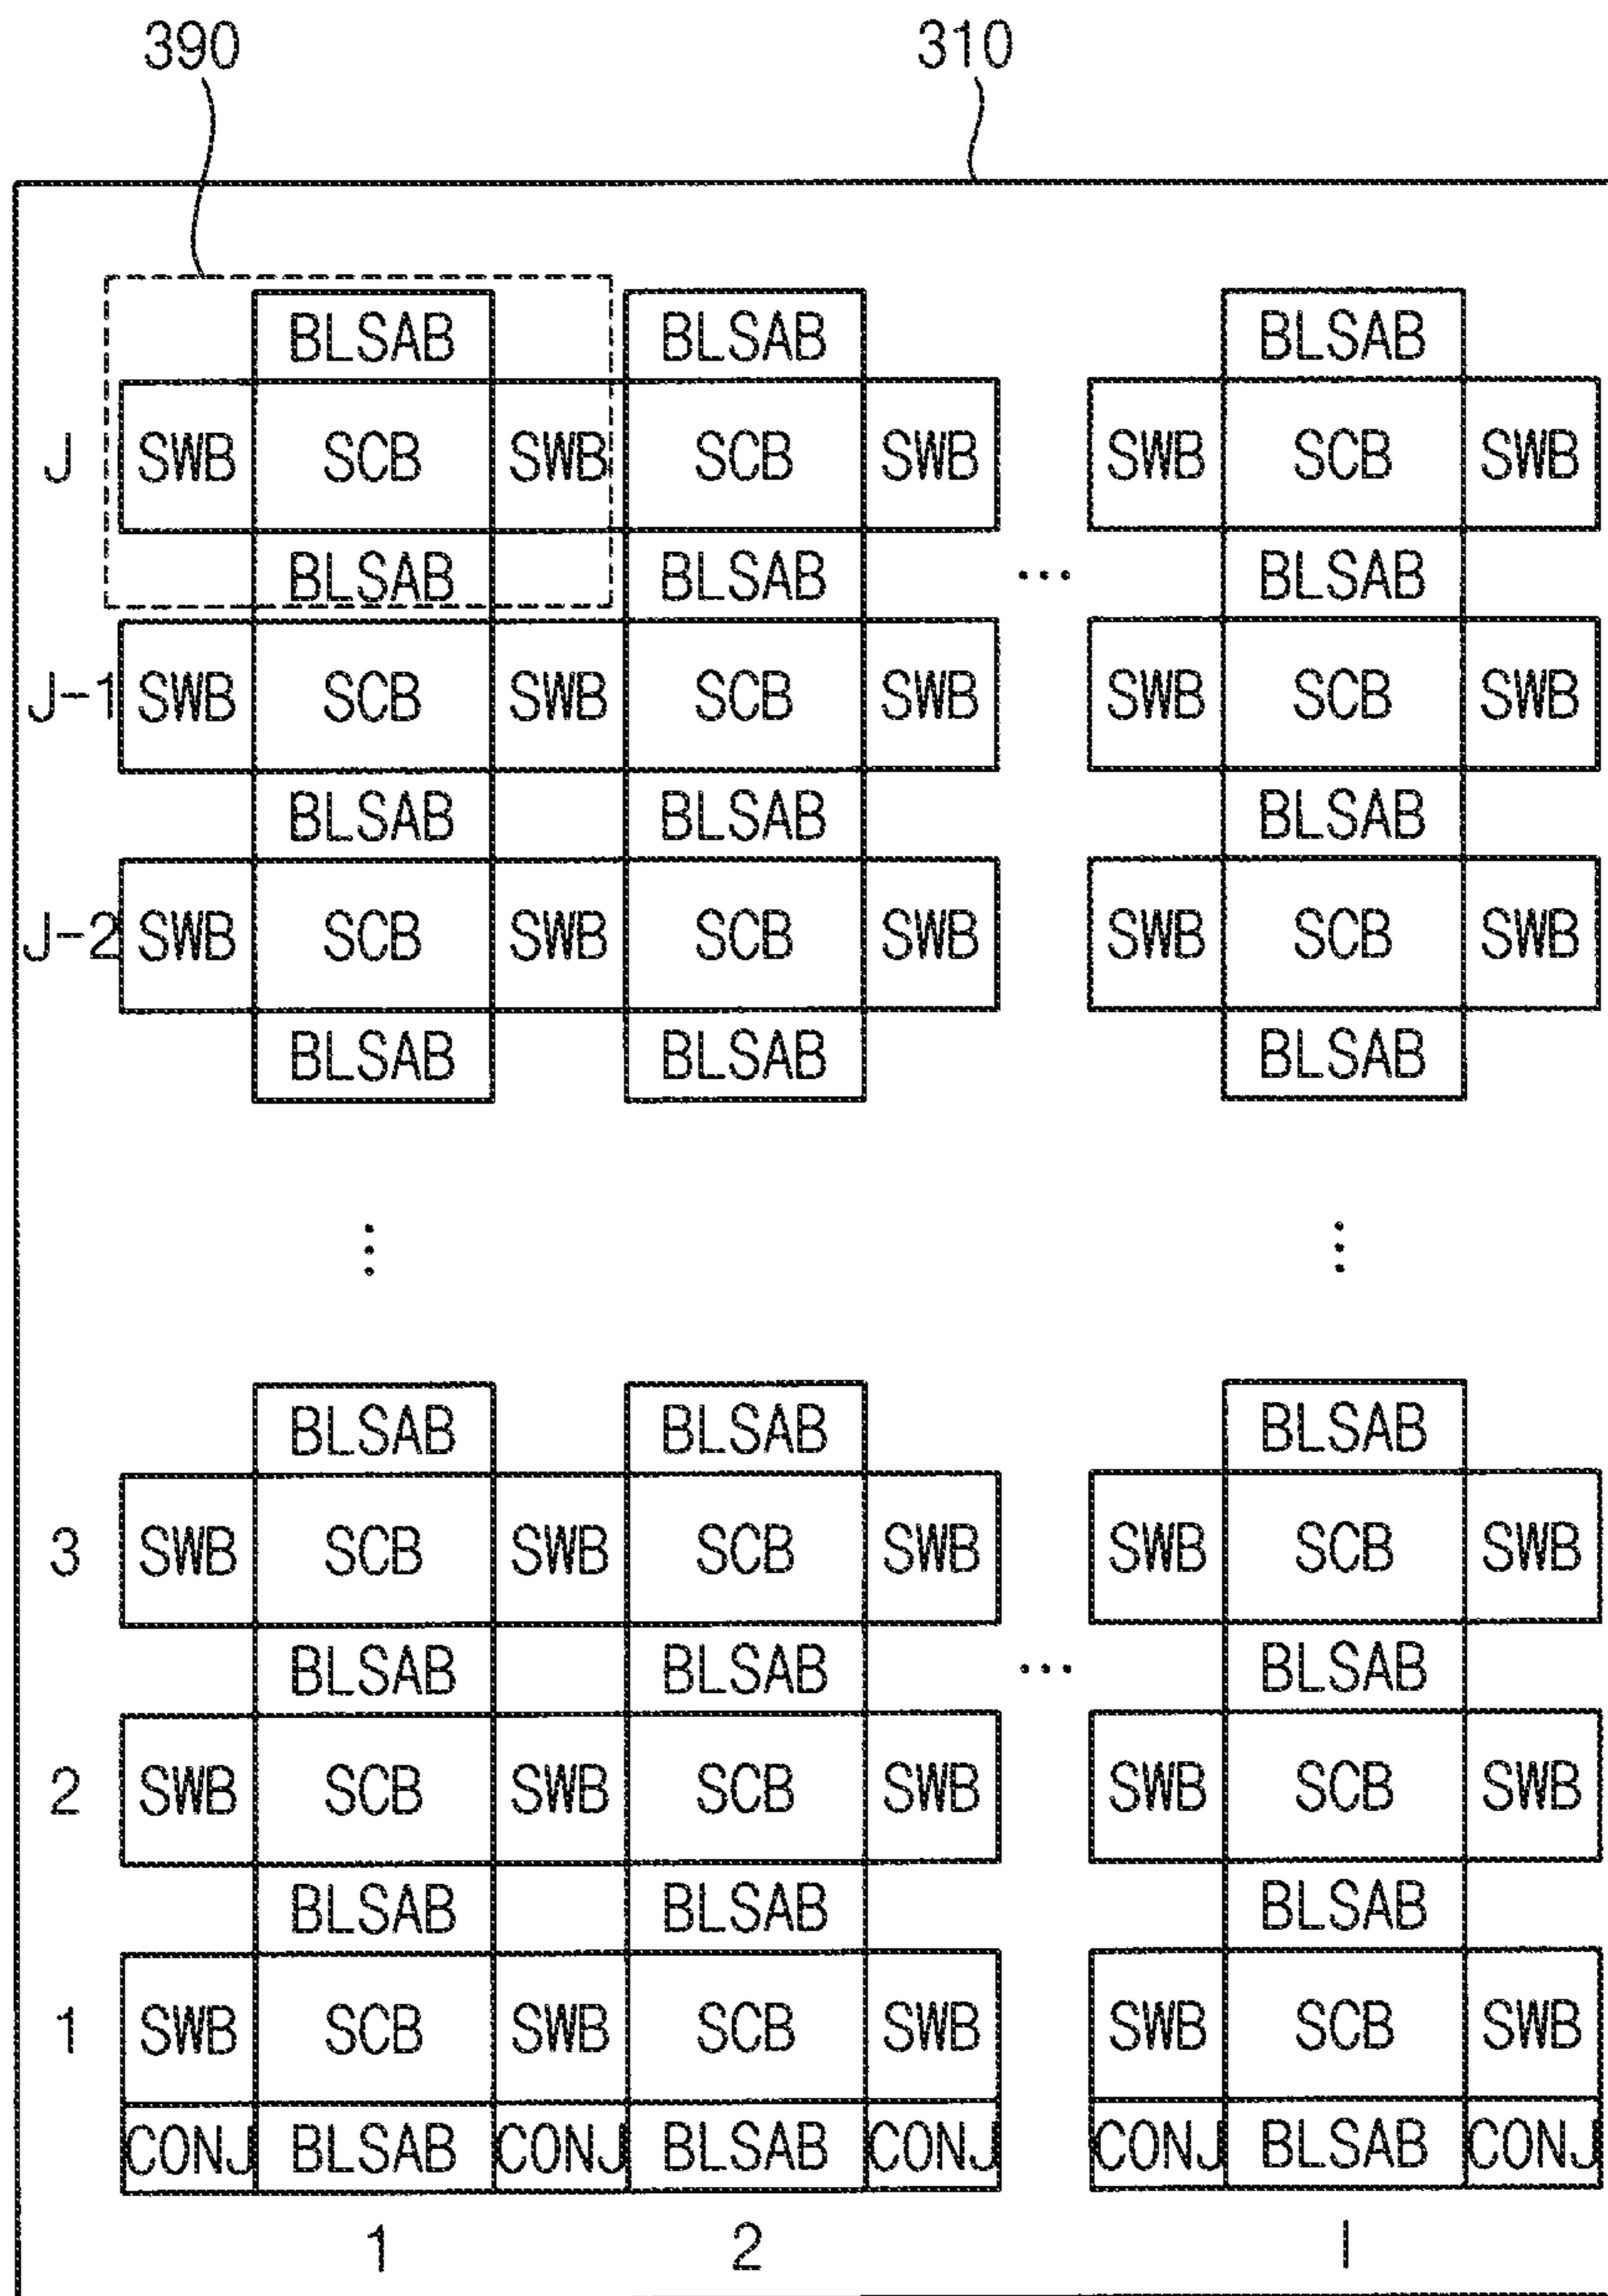 390 310
BLSAB BLSAB BLSAB
J SWB SCB SWB SCB SWB SWB SCB SWB
BLSAB BLSAB ... BLSAB
J-1 SWB SCB SWB SCB SWB SWB SCB SWB
BLSAB BLSAB BLSAB
J-2 SWB SCB SWB SCB SWB SWB SCB SWB
BLSAB BLSAB BLSAB
BLSAB BLSAB BLSAB
3 SWB SCB SWB SCB SWB SWB SCB SWB
BLSAB BLSAB ... BLSAB
2 SWB SCB SWB SCB SWB SWB SCB SWB
BLSAB BLSAB BLSAB
1 SWB SCB SWB SCB SWB SWB SCB SWB
CONJ BLSAB CONJ BLSAB CONJ CONJ BLSAB CONJ
1 2 I